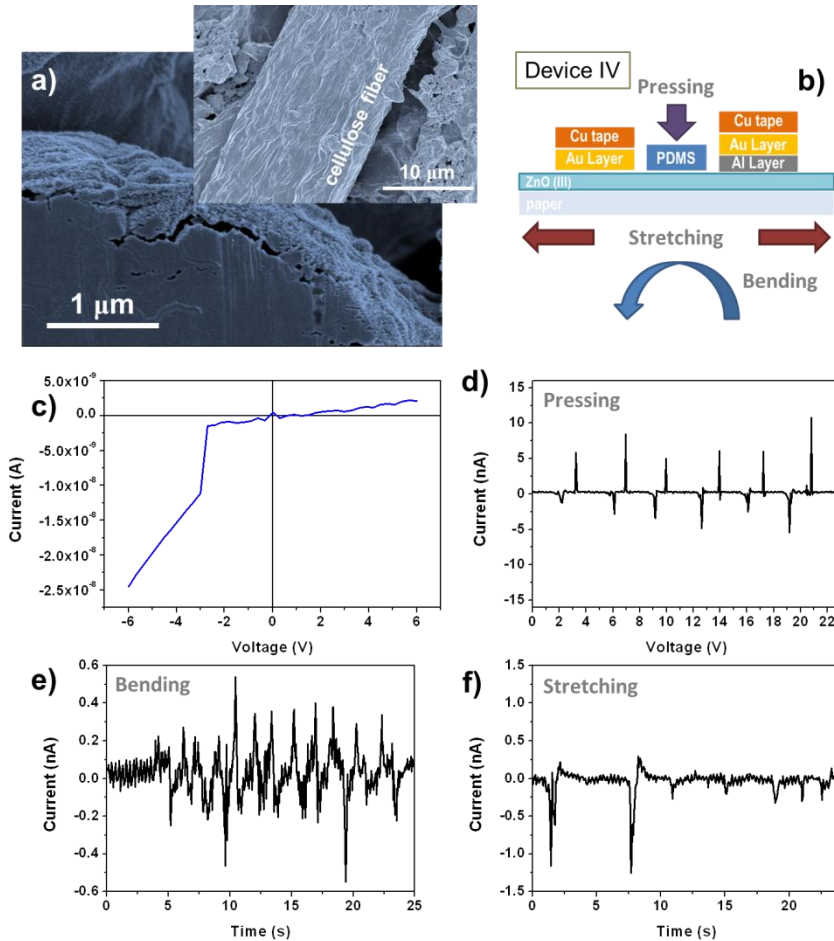 a)
cellulose fiber
10 μm
1 μm
Device IV
b)
Pressing
Cu tape
Cu tape
Au Layer
PDMS
Au Layer
Al Layer
ZnO (III)
paper
Stretching
Bending
c)
5.0x10⁻⁹
0.0
-5.0x10⁻⁹
-1.0x10⁻⁸
-1.5x10⁻⁸
-2.0x10⁻⁸
-2.5x10⁻⁸
Current (A)
-6 -4 -2 0 2 4 6
Voltage (V)
d)
Pressing
15
10
5
0
-5
-10
-15
Current (nA)
0 2 4 6 8 10 12 14 16 18 20 22
Voltage (V)
e)
Bending
0.6
0.4
0.2
0.0
-0.2
-0.4
-0.6
Current (nA)
0 5 10 15 20 25
Time (s)
f)
Stretching
1.5
1.0
0.5
0.0
-0.5
-1.0
-1.5
Current (nA)
0 5 10 15 20
Time (s)